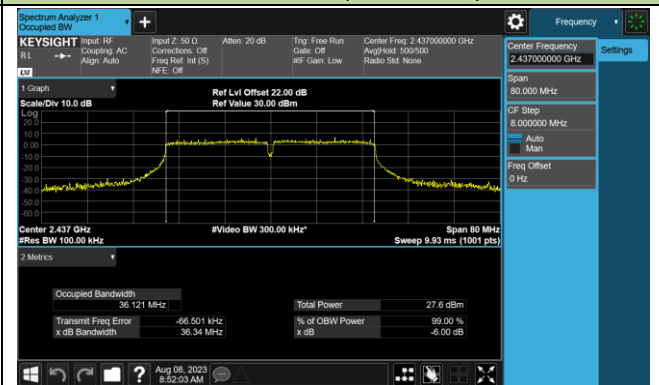 Spectrum Analyzer 1
Occupied BW
+
Frequency
KEYSIGHT
Input: RF
Coupling: AC
Align: Auto
Input Z: 50 Ω
Corrections: Off
Freq Ref: Int (S)
NFE: Off
Atten: 20 dB
Trig: Free Run
Gate: Off
#IF Gain: Low
Center Freq: 2.437000000 GHz
Avg|Hold: 500/500
Radio Std: None
RL
LXI
Center Frequency
2.437000000 GHz
Settings
Span
80.000 MHz
CF Step
8.000000 MHz
Auto
Man
Freq Offset
0 Hz
1 Graph
Scale/Div 10.0 dB
Ref Lvl Offset 22.00 dB
Ref Value 30.00 dBm
Log
20.0
10.0
0.00
-10.0
-20.0
-30.0
-40.0
-50.0
-60.0
Center 2.437 GHz
#Video BW 300.00 kHz*
Span 80 MHz
#Res BW 100.00 kHz
Sweep 9.93 ms (1001 pts)
2 Metrics
Occupied Bandwidth
36.121 MHz
Total Power 27.6 dBm
Transmit Freq Error -66.501 kHz
% of OBW Power 99.00 %
x dB Bandwidth 36.34 MHz
x dB -6.00 dB
?
Aug 08, 2023
8:52:03 AM